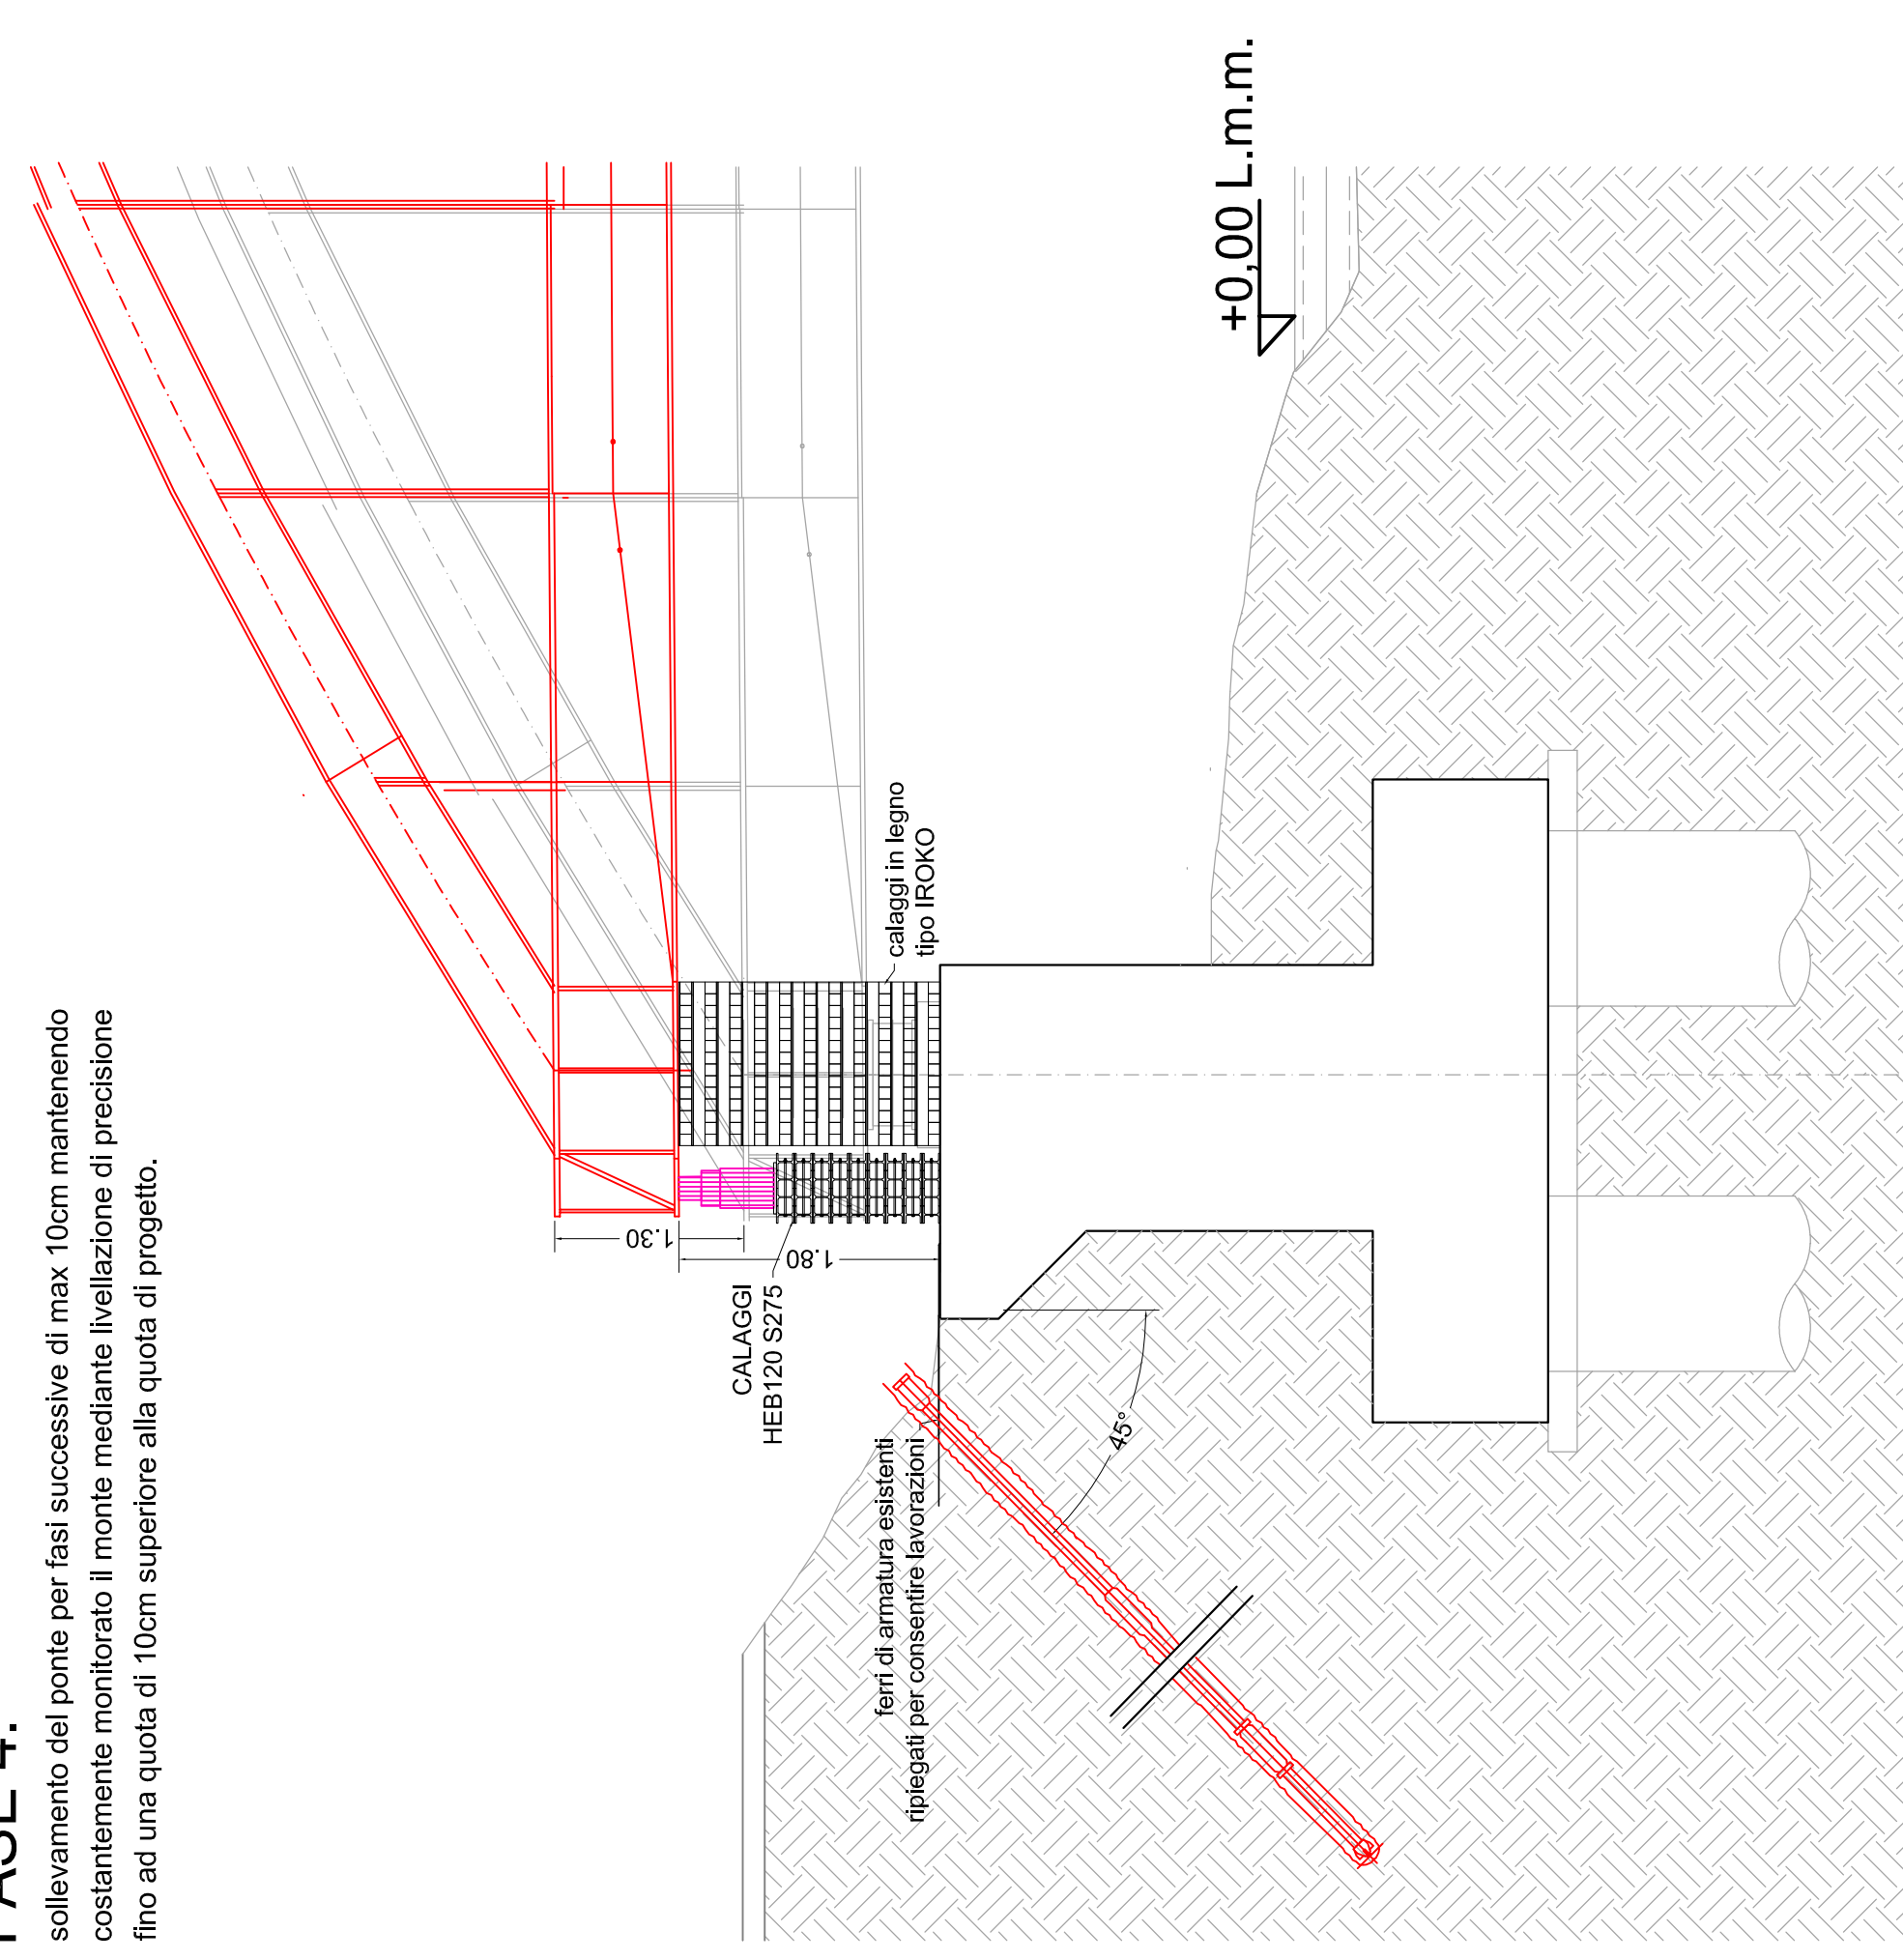 FASE 4:
sollevamento del ponte per fasi successive di max 10cm mantenendo
costantemente monitorato il monte mediante livellazione di precisione
fino ad una quota di 10cm superiore alla quota di progetto.
1.30
1.80
CALAGGI
HEB120 S275
calaggi in legno
tipo IROKO
ferri di armatura esistenti
ripiegati per consentire lavorazioni
45°
+0,00 L.m.m.